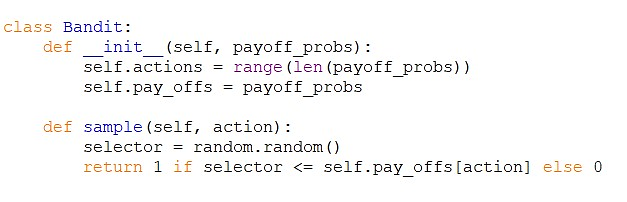 class Bandit:
    def __init__(self, payoff_probs):
        self.actions = range(len(payoff_probs))
        self.pay_offs = payoff_probs

    def sample(self, action):
        selector = random.random()
        return 1 if selector <= self.pay_offs[action] else 0